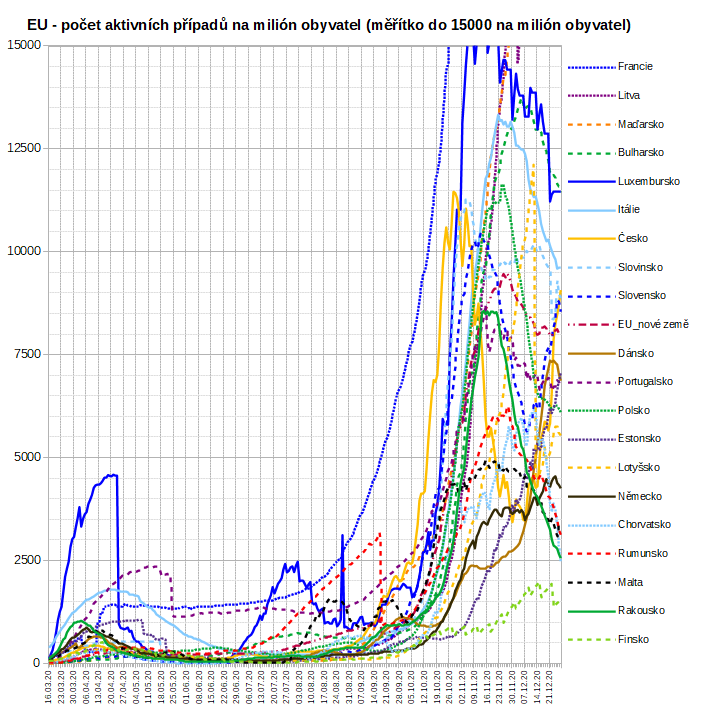 EU - počet aktivních případů na milión obyvatel (měřítko do 15000 na milión obyvatel)
15000
12500
10000
7500
5000
2500
0
Francie
Litva
Maďarsko
Bulharsko
Luxembursko
Itálie
Česko
Slovinsko
Slovensko
EU_nové země
Dánsko
Portugalsko
Polsko
Estonsko
Lotyšsko
Německo
Chorvatsko
Rumunsko
Malta
Rakousko
Finsko
16.03.20
23.03.20
30.03.20
06.04.20
13.04.20
20.04.20
27.04.20
04.05.20
11.05.20
18.05.20
25.05.20
01.06.20
08.06.20
15.06.20
22.06.20
29.06.20
06.07.20
13.07.20
20.07.20
27.07.20
03.08.20
10.08.20
17.08.20
24.08.20
31.08.20
07.09.20
14.09.20
21.09.20
28.09.20
05.10.20
12.10.20
19.10.20
26.10.20
02.11.20
09.11.20
16.11.20
23.11.20
30.11.20
07.12.20
14.12.20
21.12.20